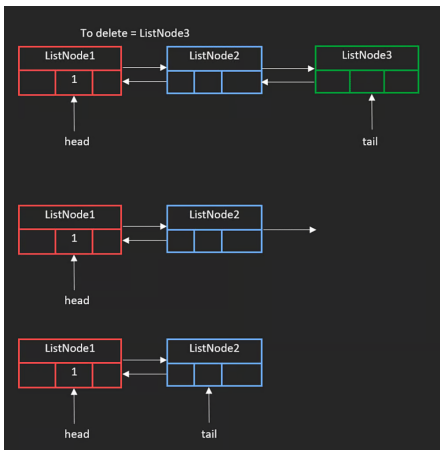 To delete = ListNode3
ListNode1 ListNode2 ListNode3
1
head tail
ListNode1 ListNode2
1
head
ListNode1 ListNode2
1
head tail